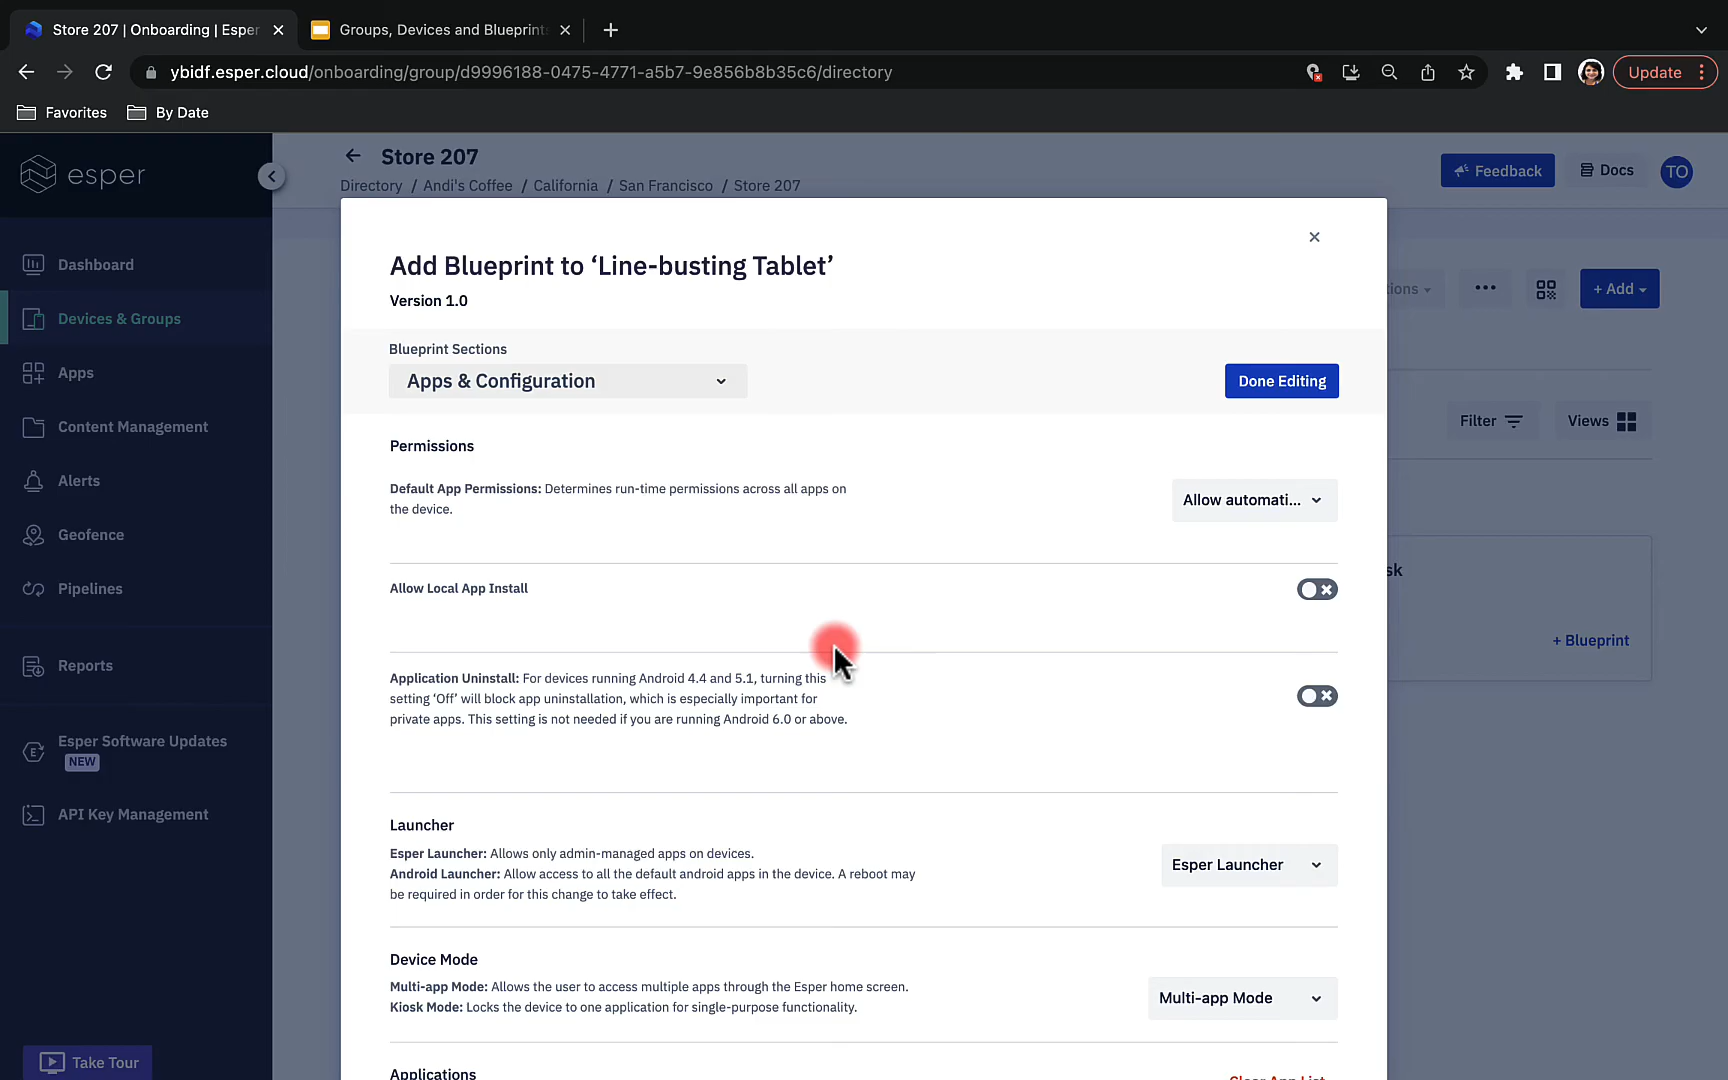 Store 207 | Onboarding | Esper
Groups, Devices and Blueprints
ybidf.esper.cloud/onboarding/group/d9996188-0475-4771-a5b7-9e856b8b35c6/directory
Update
Favorites
By Date
esper
Store 207
Directory / Andi's Coffee / California / San Francisco / Store 207
Feedback
Docs
TO
Dashboard
Devices & Groups
Apps
Content Management
Alerts
Geofence
Pipelines
Reports
Esper Software Updates
NEW
API Key Management
Take Tour
Add Blueprint to ‘Line-busting Tablet’
Version 1.0
Blueprint Sections
Apps & Configuration
Done Editing
Permissions
Default App Permissions: Determines run-time permissions across all apps on
the device.
Allow automati...
Allow Local App Install
Application Uninstall: For devices running Android 4.4 and 5.1, turning this
setting ‘Off’ will block app uninstallation, which is especially important for
private apps. This setting is not needed if you are running Android 6.0 or above.
Launcher
Esper Launcher: Allows only admin-managed apps on devices.
Android Launcher: Allow access to all the default android apps in the device. A reboot may
be required in order for this change to take effect.
Esper Launcher
Device Mode
Multi-app Mode: Allows the user to access multiple apps through the Esper home screen.
Kiosk Mode: Locks the device to one application for single-purpose functionality.
Multi-app Mode
Applications
Clear App List
tions
+ Add
Filter
Views
sk
+ Blueprint